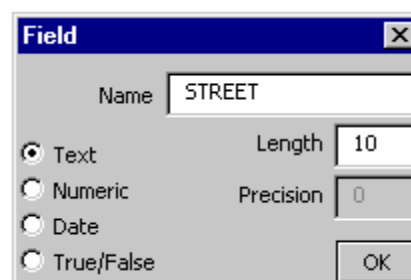 Field
Name STREET
Text Length 10
Numeric Precision 0
Date
True/False OK